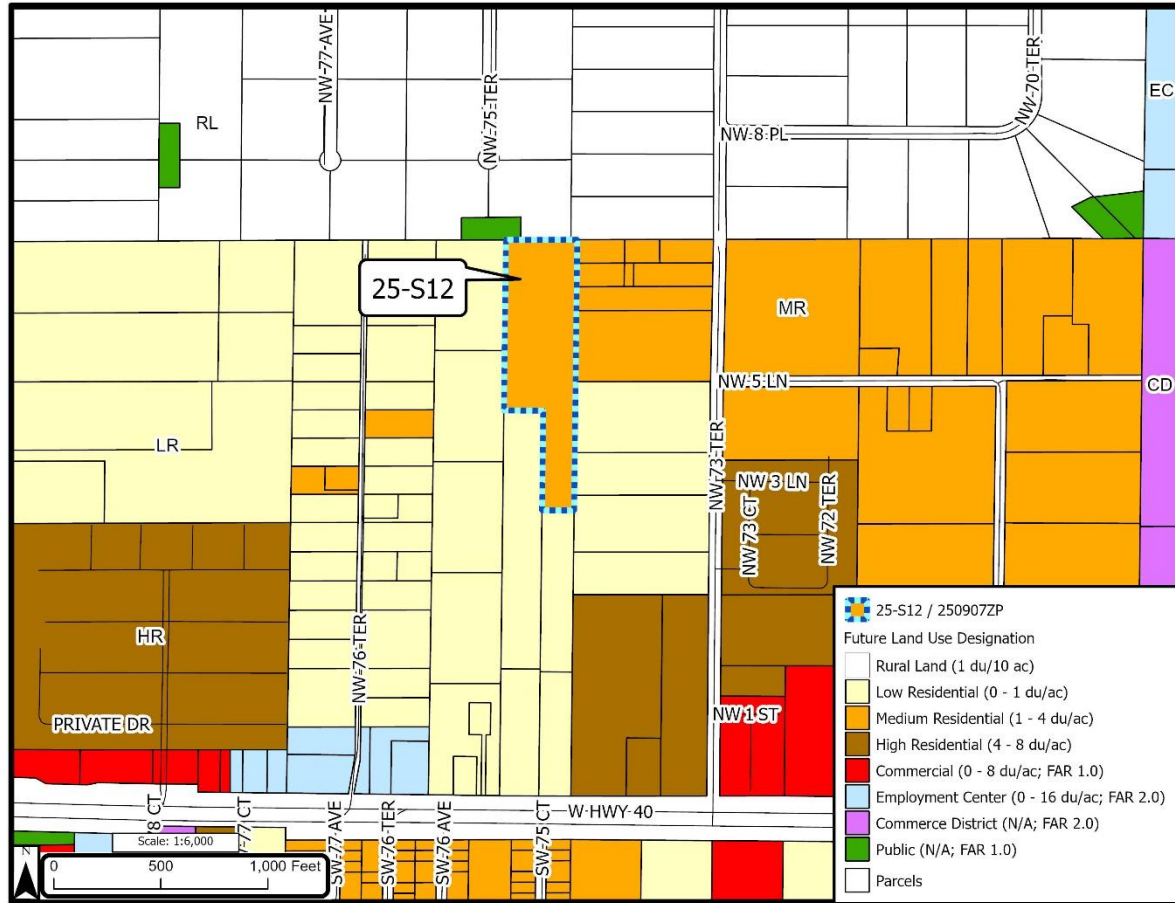 NW 77 AVE
NW 75 TER
NW 70 TER
EC
RL
NW 8 PL
25-S12
MR
NW 5 LN
CD
LR
NW 73 TER
NW 3 LN
NW 73 CT
NW 72 TER
HR
NW 76 TER
PRIVATE DR
NW 1 ST
W HWY 40
8 CT
77 CT
SW 77 AVE
SW 76 TER
SW 76 AVE
SW 75 CT
Scale: 1:6,000
N
0 500 1,000 Feet
25-S12 / 250907ZP
Future Land Use Designation
Rural Land (1 du/10 ac)
Low Residential (0 - 1 du/ac)
Medium Residential (1 - 4 du/ac)
High Residential (4 - 8 du/ac)
Commercial (0 - 8 du/ac; FAR 1.0)
Employment Center (0 - 16 du/ac; FAR 2.0)
Commerce District (N/A; FAR 2.0)
Public (N/A; FAR 1.0)
Parcels